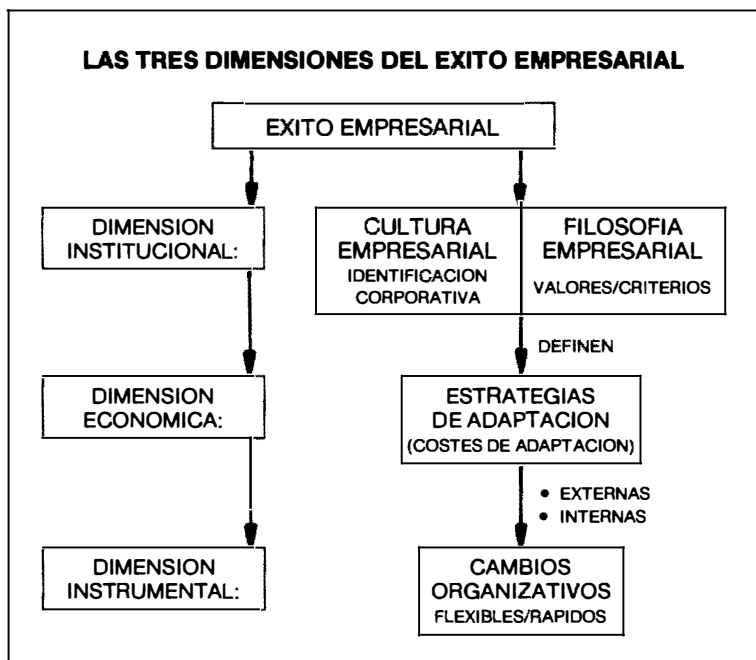 LAS TRES DIMENSIONES DEL EXITO EMPRESARIAL
EXITO EMPRESARIAL
DIMENSION
INSTITUCIONAL:
CULTURA
EMPRESARIAL
IDENTIFICACION
CORPORATIVA
FILOSOFIA
EMPRESARIAL
VALORES/CRITERIOS
DEFINEN
DIMENSION
ECONOMICA:
ESTRATEGIAS
DE ADAPTACION
(COSTES DE ADAPTACION)
• EXTERNAS
• INTERNAS
DIMENSION
INSTRUMENTAL:
CAMBIOS
ORGANIZATIVOS
FLEXIBLES/RAPIDOS